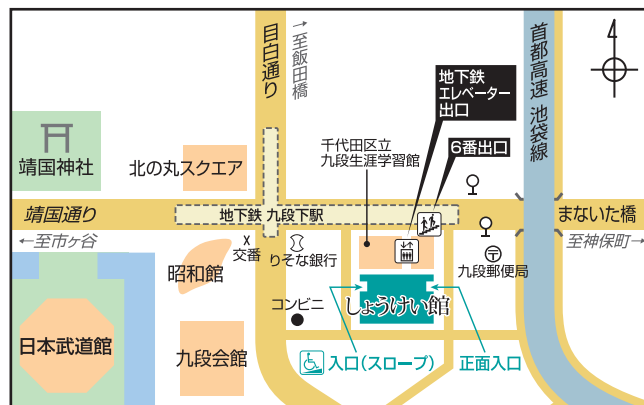 目白通り
→至飯田橋
首都高速 池袋線
4
地下鉄
エレベーター
出口
千代田区立
九段生涯学習館
6番出口
靖国神社
北の丸スクエア
靖国通り
地下鉄 九段下駅
まないた橋
←至市ヶ谷
至神保町→
交番
りそな銀行
九段郵便局
昭和館
コンビニ
しょうけい館
日本武道館
九段会館
入口(スロープ)
正面入口